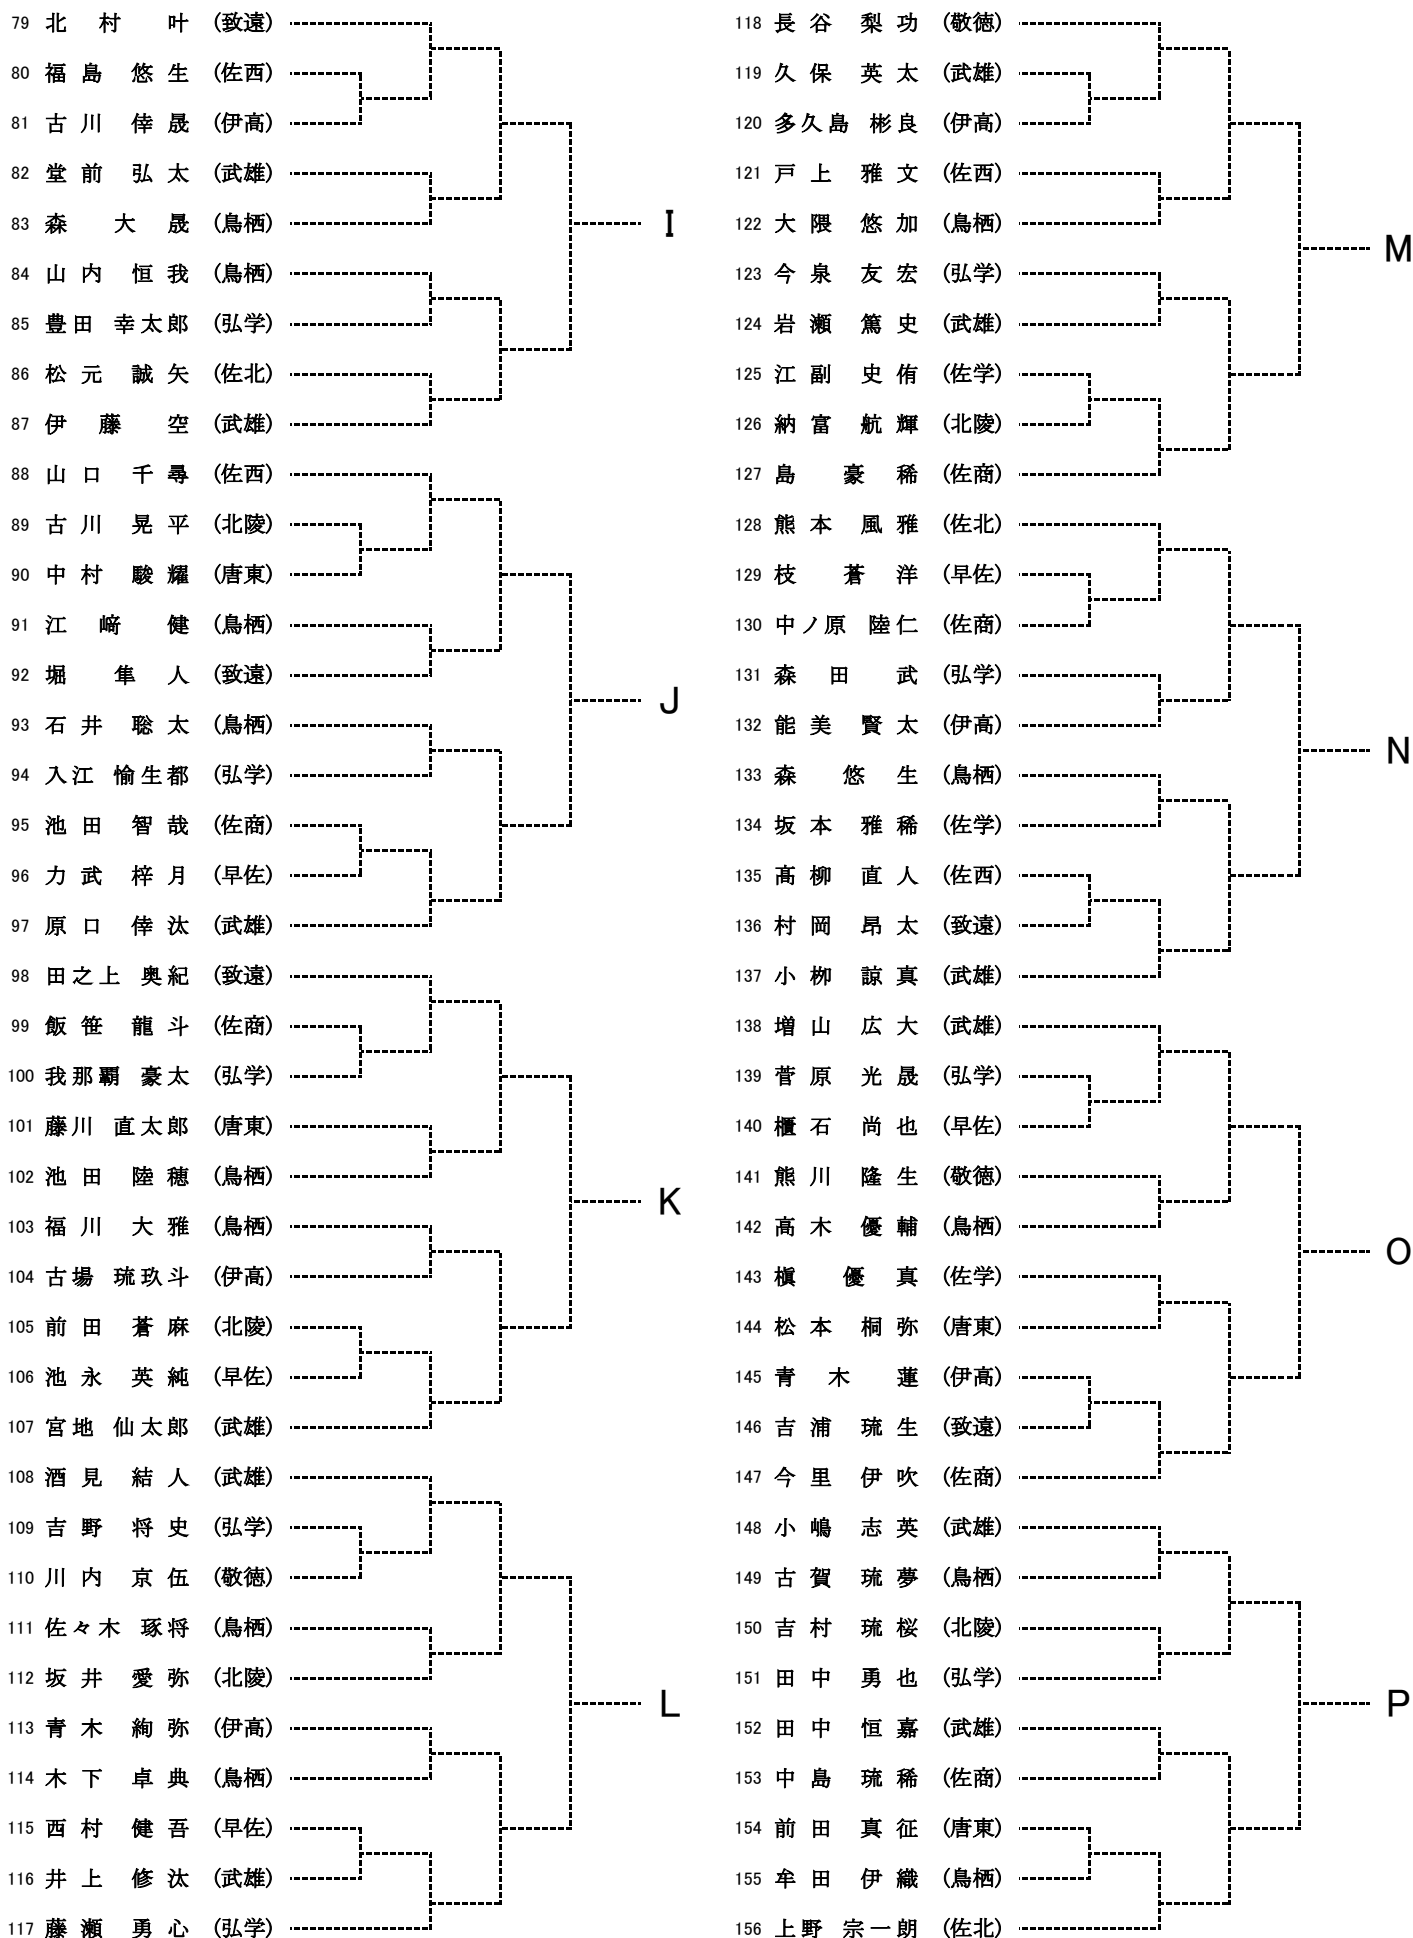 79 北村 叶 (致遠)
80 福島 悠生 (佐西)
81 古川 倖晟 (伊高)
82 堂前 弘太 (武雄)
83 森 大晟 (鳥栖)
I
84 山内 恒我 (鳥栖)
85 豊田 幸太郎 (弘学)
86 松元 誠矢 (佐北)
87 伊藤 空 (武雄)
88 山口 千尋 (佐西)
89 古川 晃平 (北陵)
90 中村 駿耀 (唐東)
91 江﨑 健 (鳥栖)
92 堀 隼人 (致遠)
J
93 石井 聡太 (鳥栖)
94 入江 愉生都 (弘学)
95 池田 智哉 (佐商)
96 力武 梓月 (早佐)
97 原口 倖汰 (武雄)
98 田之上 奥紀 (致遠)
99 飯笹 龍斗 (佐商)
100 我那覇 豪太 (弘学)
101 藤川 直太郎 (唐東)
102 池田 陸穂 (鳥栖)
K
103 福川 大雅 (鳥栖)
104 古場 琉玖斗 (伊高)
105 前田 蒼麻 (北陵)
106 池永 英純 (早佐)
107 宮地 仙太郎 (武雄)
108 酒見 結人 (武雄)
109 吉野 将史 (弘学)
110 川内 京伍 (敬徳)
111 佐々木 琢将 (鳥栖)
112 坂井 愛弥 (北陵)
L
113 青木 絢弥 (伊高)
114 木下 卓典 (鳥栖)
115 西村 健吾 (早佐)
116 井上 修汰 (武雄)
117 藤瀬 勇心 (弘学)
118 長谷 梨功 (敬徳)
119 久保 英太 (武雄)
120 多久島 彬良 (伊高)
121 戸上 雅文 (佐西)
122 大隈 悠加 (鳥栖)
M
123 今泉 友宏 (弘学)
124 岩瀬 篤史 (武雄)
125 江副 史侑 (佐学)
126 納富 航輝 (北陵)
127 島 豪稀 (佐商)
128 熊本 風雅 (佐北)
129 枝 蒼洋 (早佐)
130 中ノ原 陸仁 (佐商)
131 森田 武 (弘学)
132 能美 賢太 (伊高)
N
133 森 悠生 (鳥栖)
134 坂本 雅稀 (佐学)
135 髙柳 直人 (佐西)
136 村岡 昂太 (致遠)
137 小栁 諒真 (武雄)
138 増山 広大 (武雄)
139 菅原 光晟 (弘学)
140 櫃石 尚也 (早佐)
141 熊川 隆生 (敬徳)
142 高木 優輔 (鳥栖)
O
143 槇 優真 (佐学)
144 松本 桐弥 (唐東)
145 青木 蓮 (伊高)
146 吉浦 琉生 (致遠)
147 今里 伊吹 (佐商)
148 小嶋 志英 (武雄)
149 古賀 琉夢 (鳥栖)
150 吉村 琉桜 (北陵)
151 田中 勇也 (弘学)
P
152 田中 恒嘉 (武雄)
153 中島 琉稀 (佐商)
154 前田 真征 (唐東)
155 牟田 伊織 (鳥栖)
156 上野 宗一朗 (佐北)